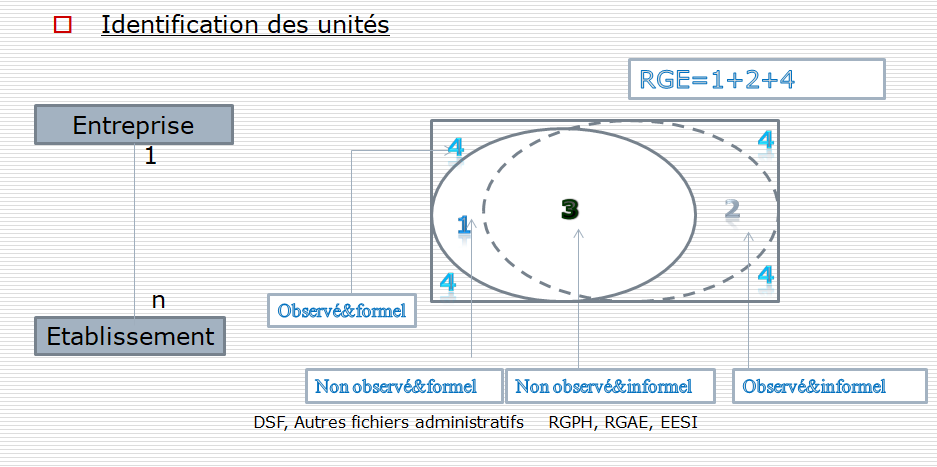 Identification des unités
RGE=1+2+4
Entreprise
1
4
4
3
2
1
4
4
n
Observé&formel
Etablissement
Non observé&formel
Non observé&informel
Observé&informel
DSF, Autres fichiers administratifs
RGPH, RGAE, EESI